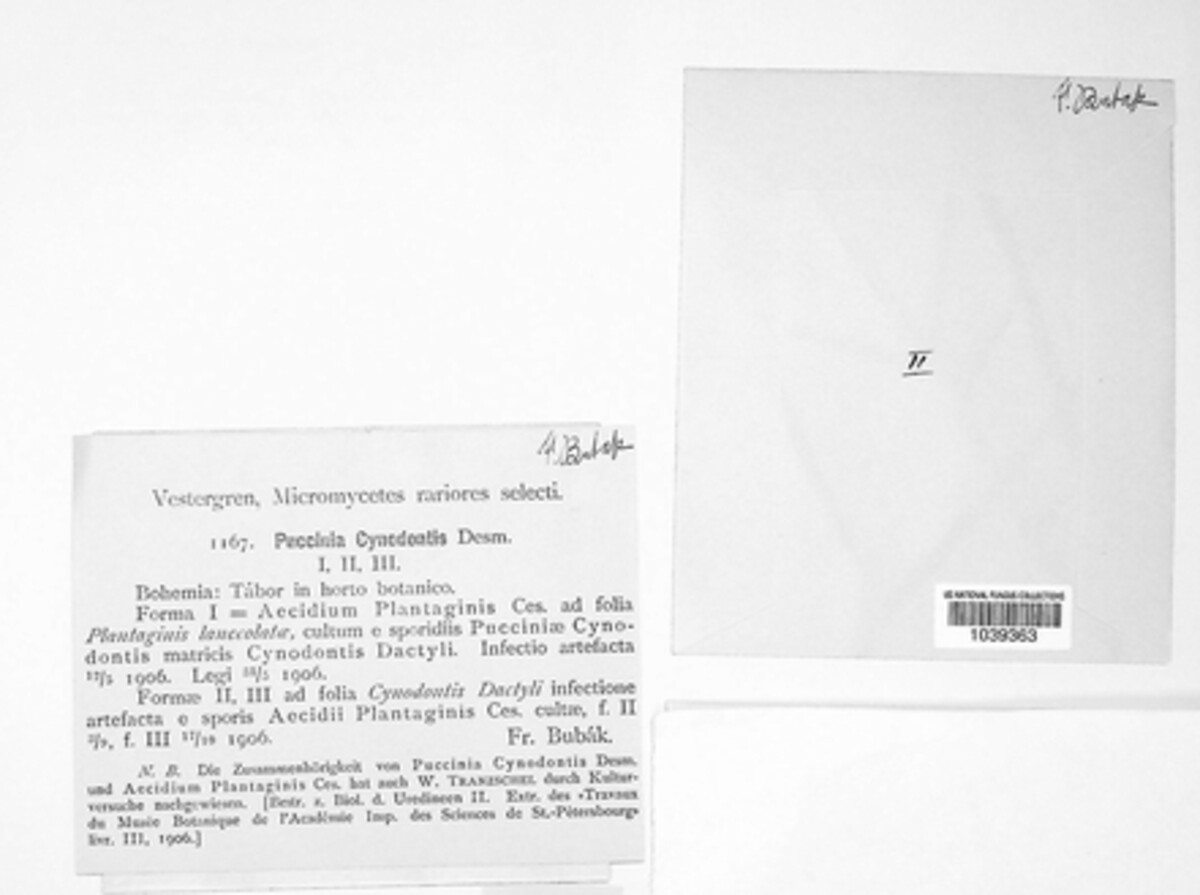 F. Bubák
Vestergren, Micromycetes rariores selecti.
1167. Puccinia Cynodontis Desm.
I, II, III.
Bohemia: Tábor in horto botanico.
Forma I = Aecidium Plantaginis Ces. ad folia
Plantaginis lanceolatæ, cultum e sporidiis Pucciniæ Cyno-
dontis matricis Cynodontis Dactyli. Infectio artefacta
1906. Legi 1906.
Formæ II, III ad folia Cynodontis Dactyli infectione
artefacta e sporis Aecidii Plantaginis Ces. cultæ, f. II
f. III 1906. Fr. Bubák.
N. B. Die Zusammenhörigkeit von Puccinia Cynodontis Desm.
und Aecidium Plantaginis Ces. hat auch W. TRANZSCHEL durch Kultur-
versuche nachgewiesen. [Beitr. z. Biol. d. Uredineen II. Extr. des «Travaux
du Musée Botanique de l'Académie Imp. des Sciences de St.-Pétersbourg»
livr. III, 1906.]
F. Bubák
II
US NATIONAL FUNGUS COLLECTIONS
1039363